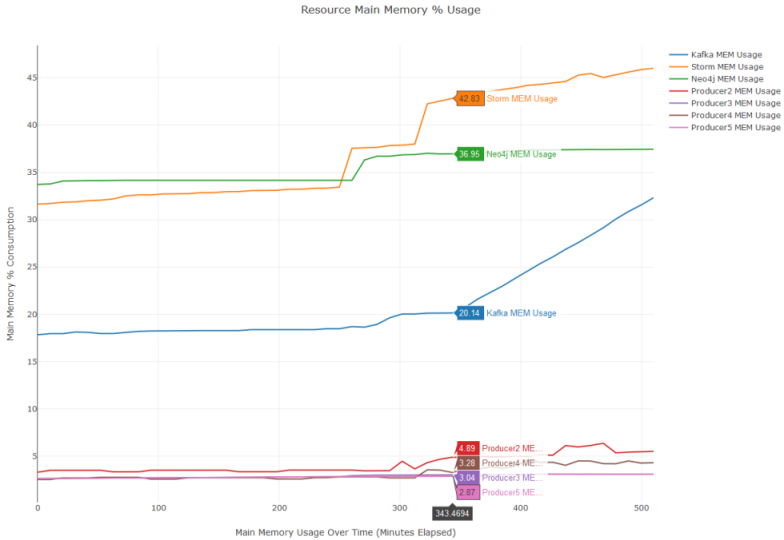 Resource Main Memory % Usage
Kafka MEM Usage
Storm MEM Usage
Neo4j MEM Usage
Producer2 MEM Usage
Producer3 MEM Usage
Producer4 MEM Usage
Producer5 MEM Usage
Main Memory % Consumption
45
40
35
30
25
20
15
10
5
42.83 Storm MEM Usage
36.95 Neo4j MEM Usage
20.14 Kafka MEM Usage
4.89 Producer2 ME...
3.28 Producer4 ME...
3.04 Producer3 ME...
2.87 Producer5 ME...
0 100 200 300 343.4694 500
Main Memory Usage Over Time (Minutes Elapsed)